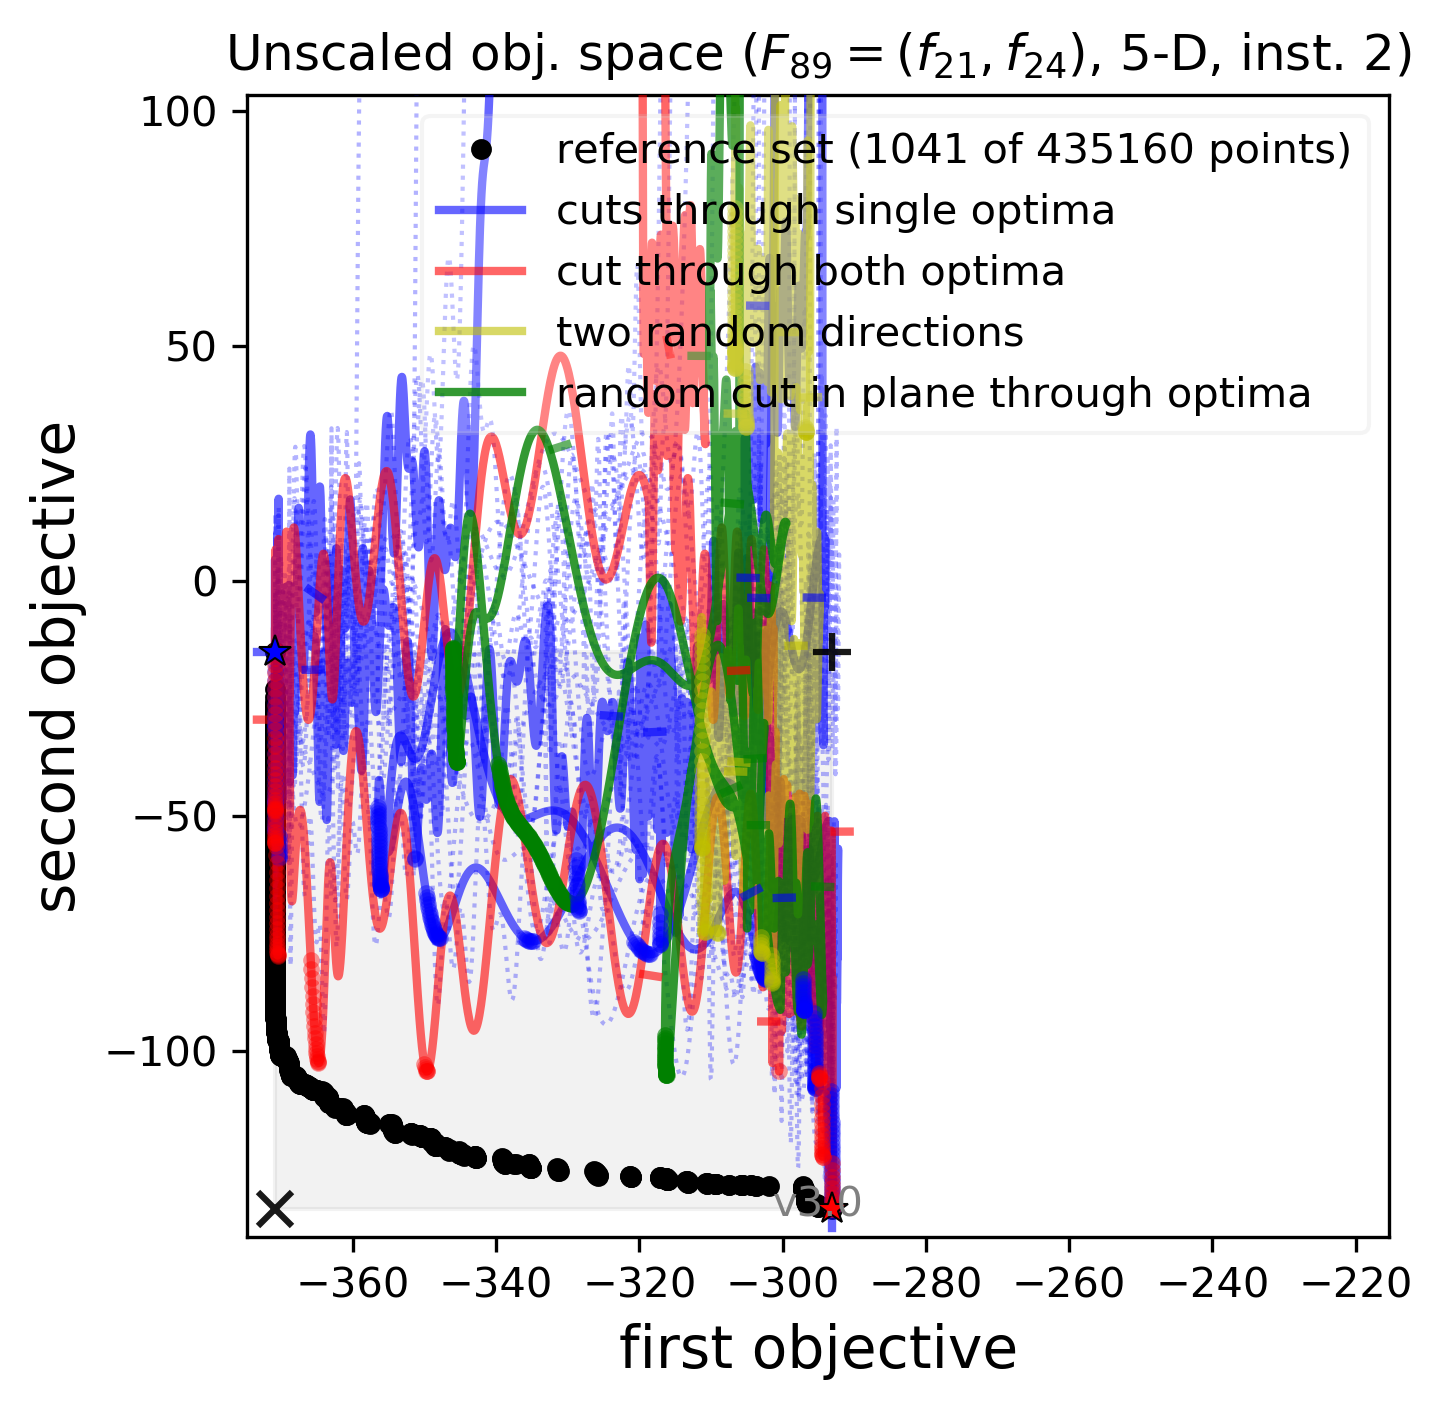 Unscaled obj. space (F₈₉ = (f₂₁, f₂₄), 5-D, inst. 2)
reference set (1041 of 435160 points)
cuts through single optima
cut through both optima
two random directions
random cut in plane through optima
100
50
0
−50
−100
second objective
v3.0
−360 −340 −320 −300 −280 −260 −240 −220
first objective